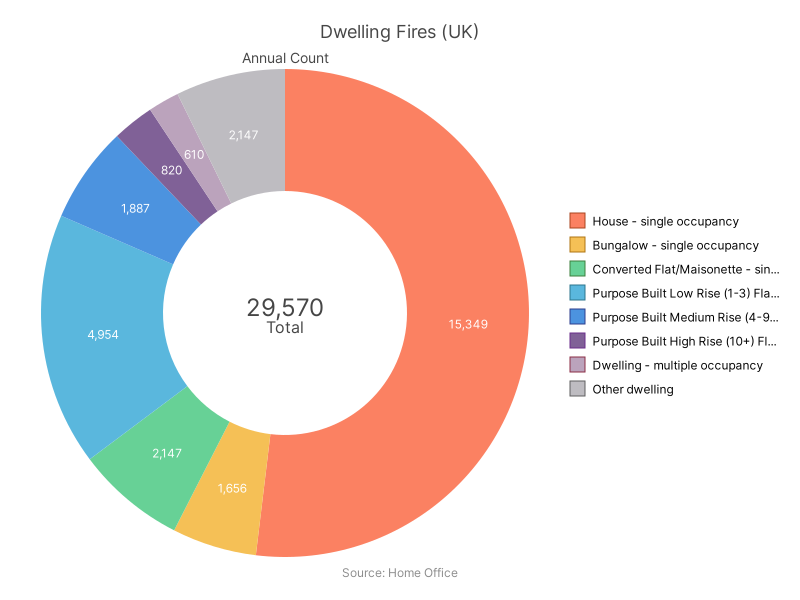 Dwelling Fires (UK)
Annual Count
2,147
610
820
1,887
4,954
2,147
1,656
15,349
29,570
Total
House - single occupancy
Bungalow - single occupancy
Converted Flat/Maisonette - sin...
Purpose Built Low Rise (1-3) Fla...
Purpose Built Medium Rise (4-9...
Purpose Built High Rise (10+) Fl...
Dwelling - multiple occupancy
Other dwelling
Source: Home Office